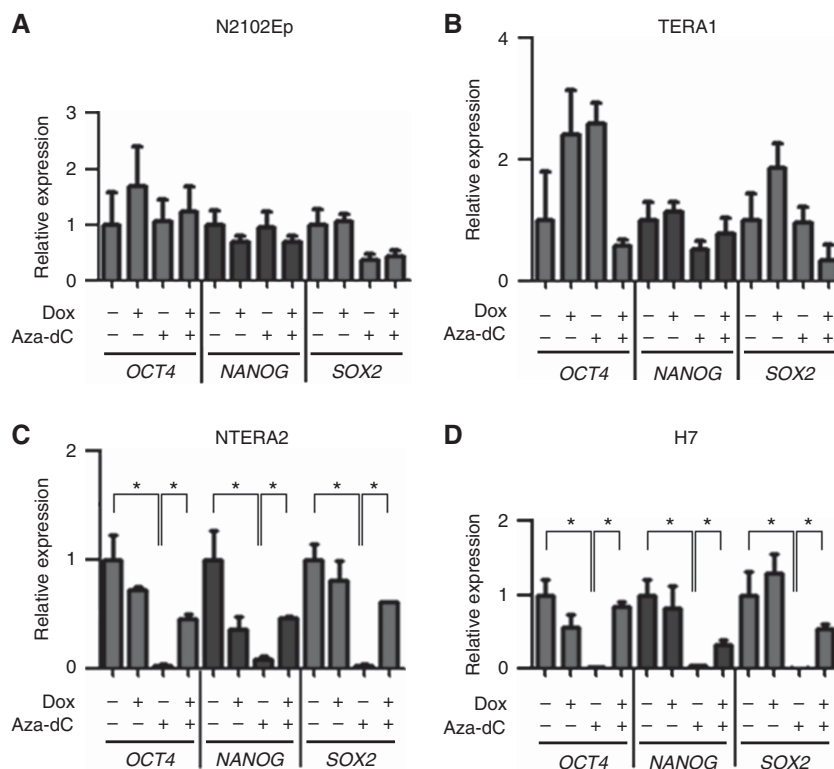 A
N2102Ep
Relative expression
3
2
1
0
Dox – + – + – + – + – + – +
Aza-dC – – + + – – + + – – + +
OCT4 NANOG SOX2
B
TERA1
Relative expression
4
2
0
Dox – + – + – + – + – + – +
Aza-dC – – + + – – + + – – + +
OCT4 NANOG SOX2
C
NTERA2
Relative expression
2
1
0
* * * * * *
Dox – + – + – + – + – + – +
Aza-dC – – + + – – + + – – + +
OCT4 NANOG SOX2
D
H7
Relative expression
2
1
0
* * * * * *
Dox – + – + – + – + – + – +
Aza-dC – – + + – – + + – – + +
OCT4 NANOG SOX2